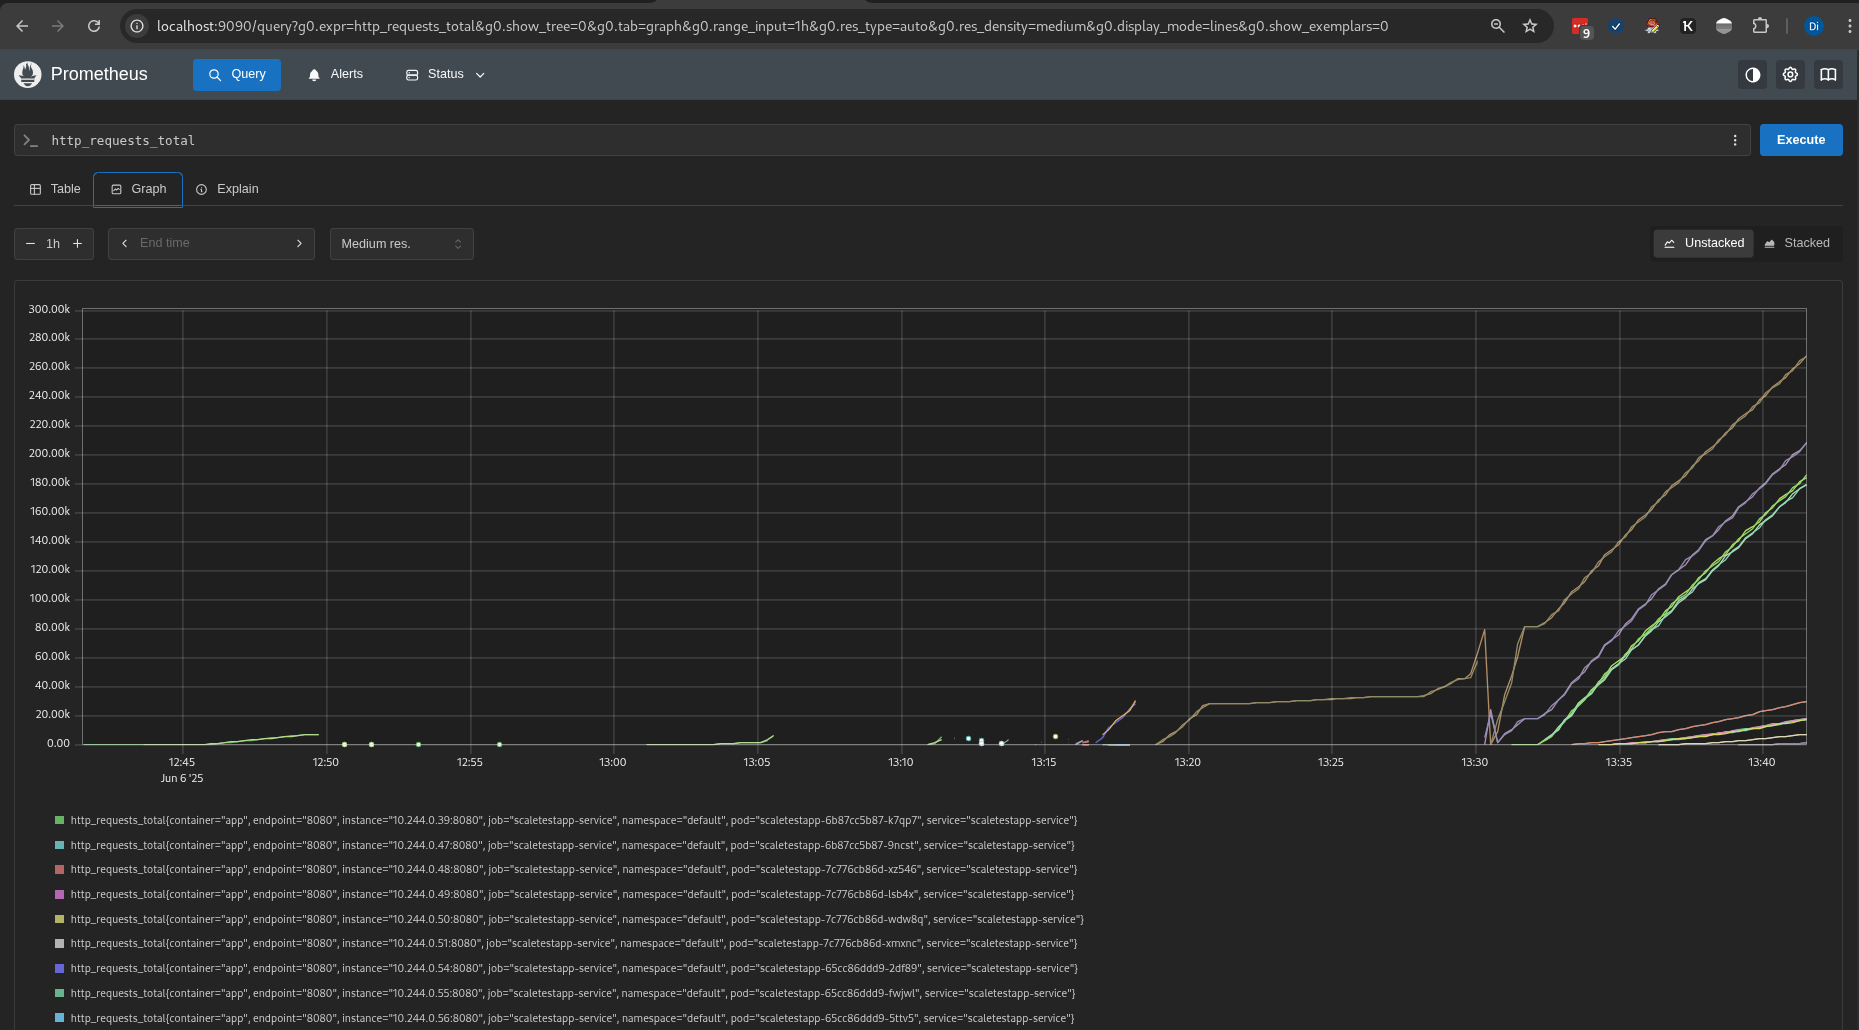 localhost:9090/query?g0.expr=http_requests_total&g0.show_tree=0&g0.tab=graph&g0.range_input=1h&g0.res_type=auto&g0.res_density=medium&g0.display_mode=lines&g0.show_exemplars=0
9
K
Di
Prometheus
Query
Alerts
Status
>_ http_requests_total
Execute
Table
Graph
Explain
− 1h +
< End time >
Medium res.
Unstacked
Stacked
300.00k
280.00k
260.00k
240.00k
220.00k
200.00k
180.00k
160.00k
140.00k
120.00k
100.00k
80.00k
60.00k
40.00k
20.00k
0.00
12:45 12:50 12:55 13:00 13:05 13:10 13:15 13:20 13:25 13:30 13:35 13:40
Jun 6 '25
http_requests_total{container="app", endpoint="8080", instance="10.244.0.39:8080", job="scaletestapp-service", namespace="default", pod="scaletestapp-6b87cc5b87-k7qp7", service="scaletestapp-service"}
http_requests_total{container="app", endpoint="8080", instance="10.244.0.47:8080", job="scaletestapp-service", namespace="default", pod="scaletestapp-6b87cc5b87-9ncst", service="scaletestapp-service"}
http_requests_total{container="app", endpoint="8080", instance="10.244.0.48:8080", job="scaletestapp-service", namespace="default", pod="scaletestapp-7c776cb86d-xz546", service="scaletestapp-service"}
http_requests_total{container="app", endpoint="8080", instance="10.244.0.49:8080", job="scaletestapp-service", namespace="default", pod="scaletestapp-7c776cb86d-lsb4x", service="scaletestapp-service"}
http_requests_total{container="app", endpoint="8080", instance="10.244.0.50:8080", job="scaletestapp-service", namespace="default", pod="scaletestapp-7c776cb86d-wdw8q", service="scaletestapp-service"}
http_requests_total{container="app", endpoint="8080", instance="10.244.0.51:8080", job="scaletestapp-service", namespace="default", pod="scaletestapp-7c776cb86d-xmxnc", service="scaletestapp-service"}
http_requests_total{container="app", endpoint="8080", instance="10.244.0.54:8080", job="scaletestapp-service", namespace="default", pod="scaletestapp-65cc86ddd9-2df89", service="scaletestapp-service"}
http_requests_total{container="app", endpoint="8080", instance="10.244.0.55:8080", job="scaletestapp-service", namespace="default", pod="scaletestapp-65cc86ddd9-fwjwl", service="scaletestapp-service"}
http_requests_total{container="app", endpoint="8080", instance="10.244.0.56:8080", job="scaletestapp-service", namespace="default", pod="scaletestapp-65cc86ddd9-5ttv5", service="scaletestapp-service"}